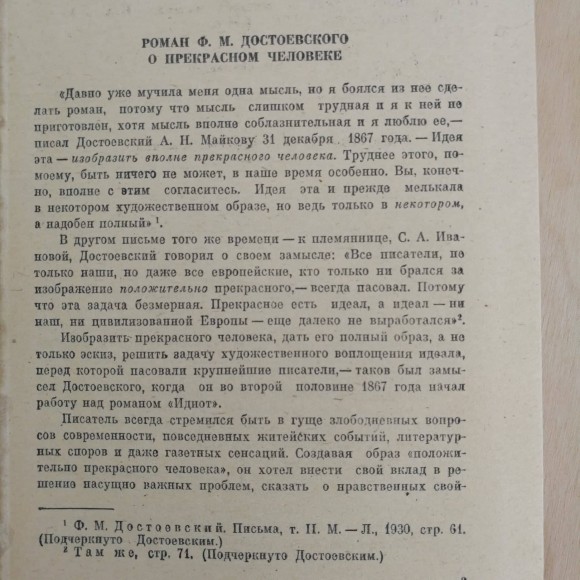 РОМАН Ф. М. ДОСТОЕВСКОГО
О ПРЕКРАСНОМ ЧЕЛОВЕКЕ
«Давно уже мучила меня одна мысль, но я боялся из нее сде-
лать роман, потому что мысль слишком трудная и я к ней не
приготовлен, хотя мысль вполне соблазнительная и я люблю ее,—
писал Достоевский А. Н. Майкову 31 декабря 1867 года.— Идея
эта — изобразить вполне прекрасного человека. Труднее этого, по-
моему, быть ничего не может, в наше время особенно. Вы, конеч-
но, вполне с этим согласитесь. Идея эта и прежде мелькала
в некотором художественном образе, но ведь только в некотором,
а надобен полный» ¹.
В другом письме того же времени — к племяннице, С. А. Ива-
новой, Достоевский говорил о своем замысле: «Все писатели, не
только наши, но даже все европейские, кто только ни брался за
изображение положительно прекрасного,— всегда пасовал. Потому
что эта задача безмерная. Прекрасное есть идеал, а идеал — ни
наш, ни цивилизованной Европы — еще далеко не выработался»².
Изобразить прекрасного человека, дать его полный образ, а не
только эскиз, решить задачу художественного воплощения идеала,
перед которой пасовали крупнейшие писатели,— таков был замы-
сел Достоевского, когда он во второй половине 1867 года начал
работу над романом «Идиот».
Писатель всегда стремился быть в гуще злободневных вопро-
сов современности, повседневных житейских событий, литератур-
ных споров и даже газетных сенсаций. Создавая образ «положи-
тельно прекрасного человека», он хотел внести свой вклад в ре-
шение насущно важных проблем, сказать о нравственных свой-
¹ Ф. М. Достоевский. Письма, т. II. М.— Л., 1930, стр. 61.
(Подчеркнуто Достоевским.)
² Там же, стр. 71. (Подчеркнуто Достоевским.)